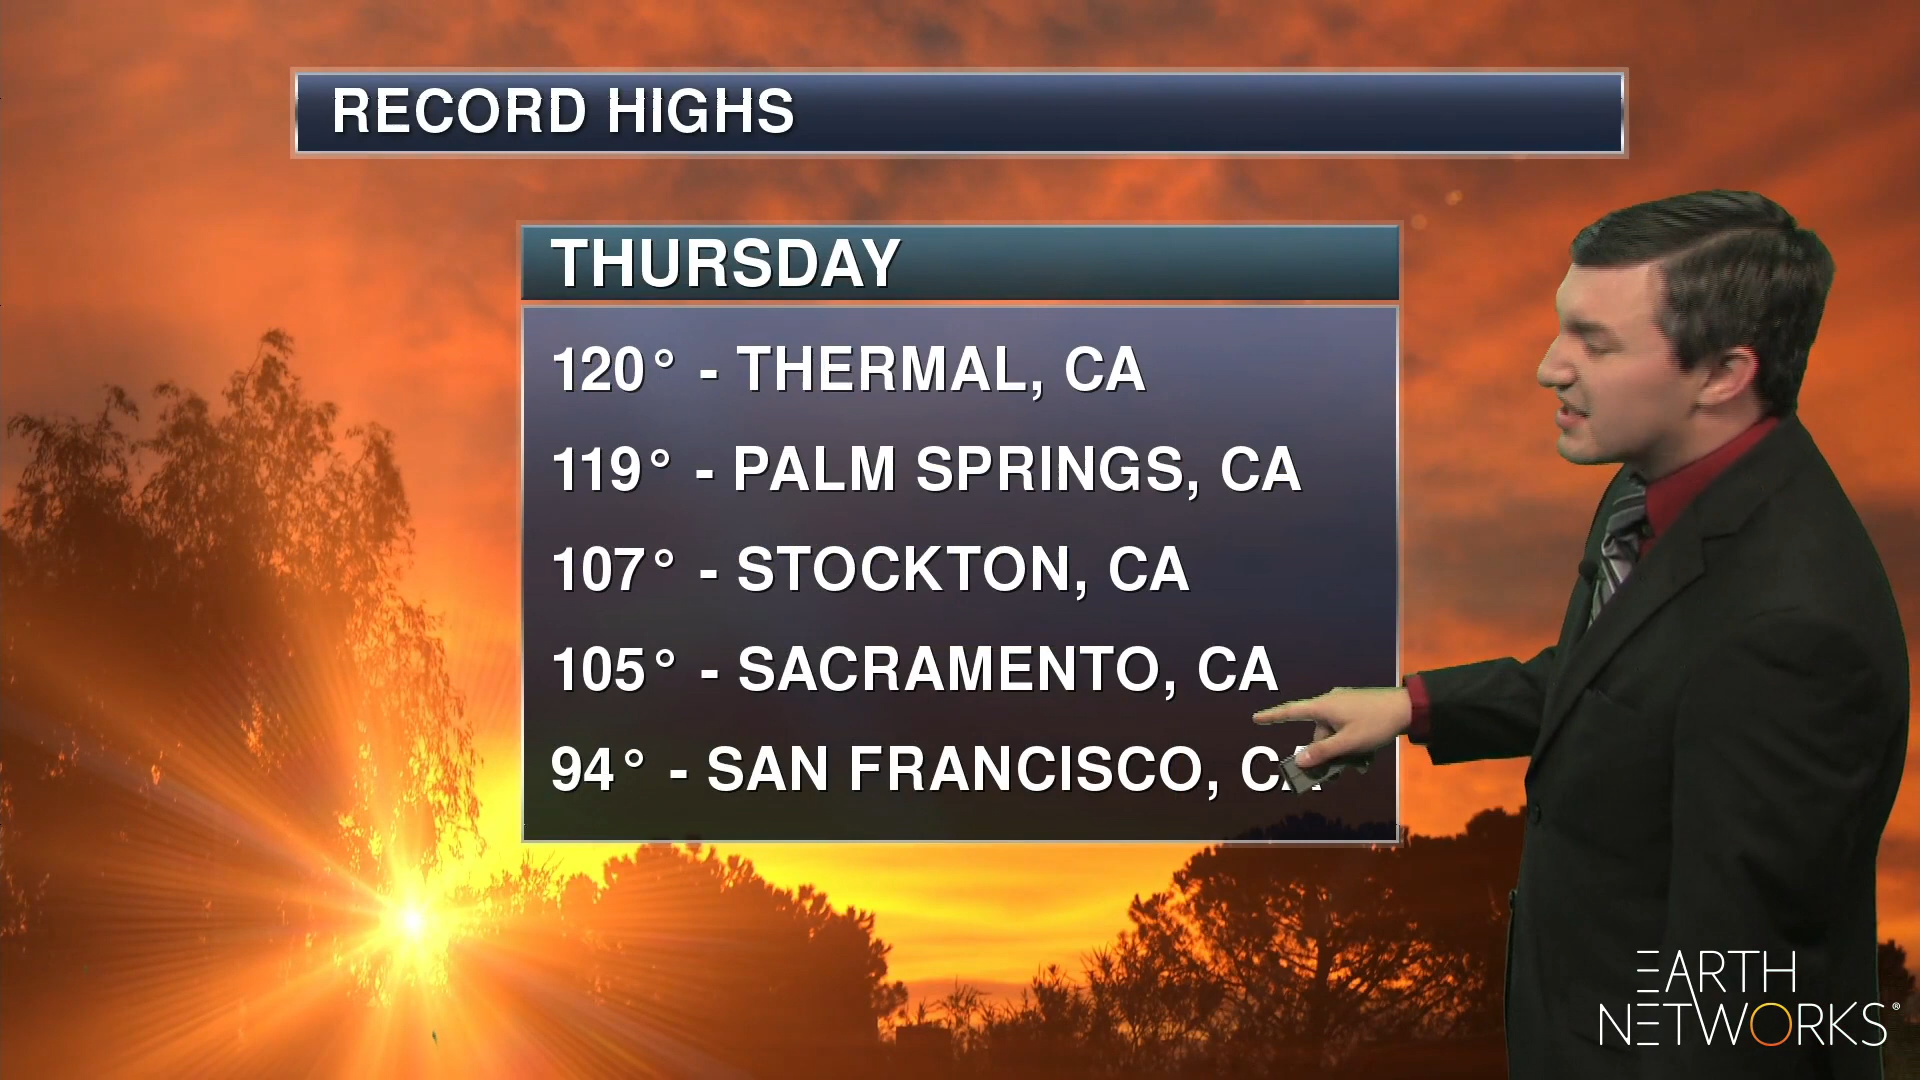 RECORD HIGHS
THURSDAY
120° - THERMAL, CA
119° - PALM SPRINGS, CA
107° - STOCKTON, CA
105° - SACRAMENTO, CA
94° - SAN FRANCISCO, CA
EARTH
NETWORKS®